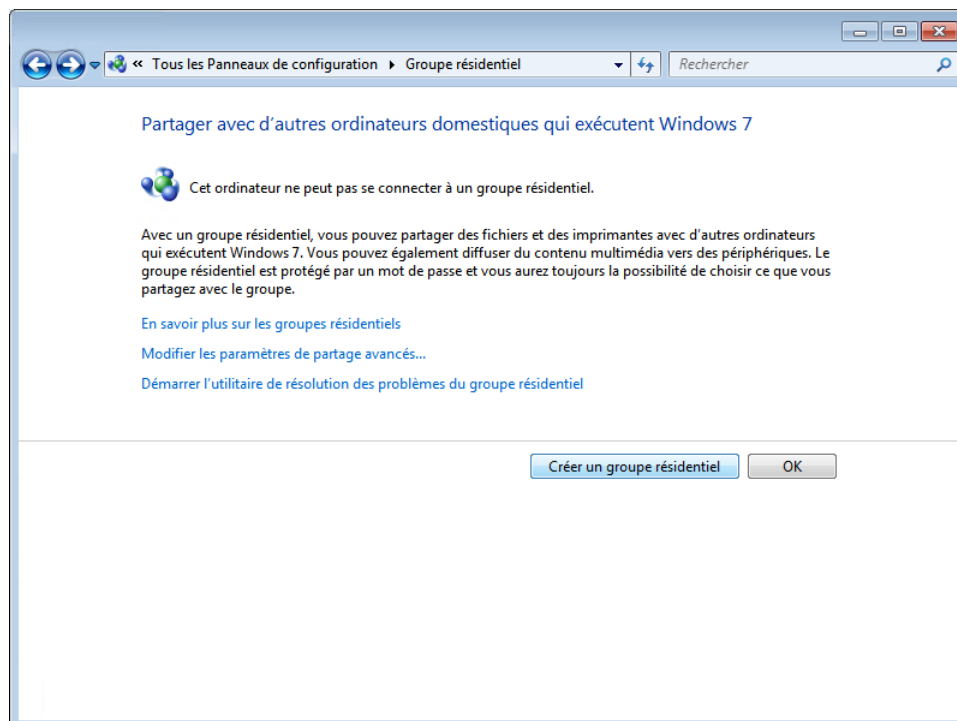 « Tous les Panneaux de configuration Groupe résidentiel Rechercher
Partager avec d'autres ordinateurs domestiques qui exécutent Windows 7
Cet ordinateur ne peut pas se connecter à un groupe résidentiel.
Avec un groupe résidentiel, vous pouvez partager des fichiers et des imprimantes avec d'autres ordinateurs
qui exécutent Windows 7. Vous pouvez également diffuser du contenu multimédia vers des périphériques. Le
groupe résidentiel est protégé par un mot de passe et vous aurez toujours la possibilité de choisir ce que vous
partagez avec le groupe.
En savoir plus sur les groupes résidentiels
Modifier les paramètres de partage avancés...
Démarrer l'utilitaire de résolution des problèmes du groupe résidentiel
Créer un groupe résidentiel OK